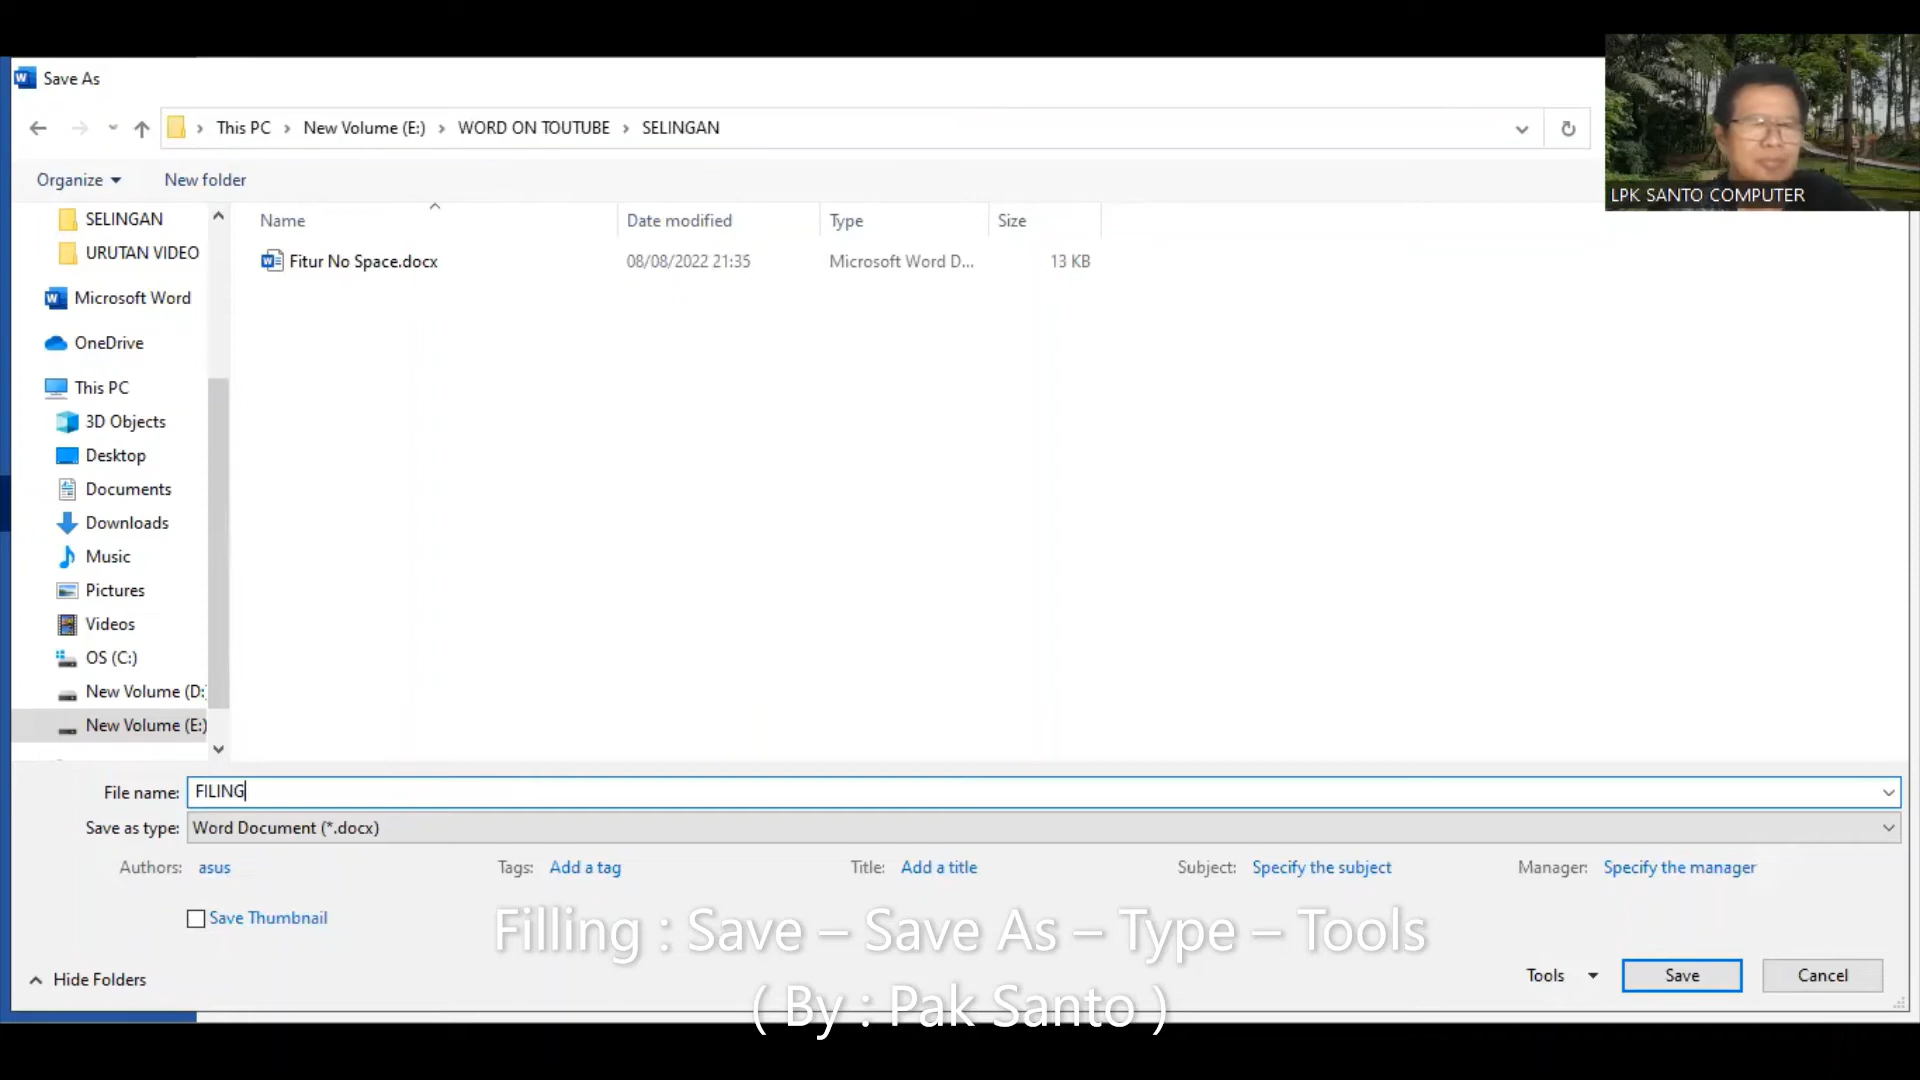 Save As
This PC > New Volume (E:) > WORD ON TOUTUBE > SELINGAN
LPK SANTO COMPUTER
Organize
New folder
SELINGAN
URUTAN VIDEO
Microsoft Word
OneDrive
This PC
3D Objects
Desktop
Documents
Downloads
Music
Pictures
Videos
OS (C:)
New Volume (D:)
New Volume (E:)
Name Date modified Type Size
Fitur No Space.docx 08/08/2022 21:35 Microsoft Word D... 13 KB
File name: FILING
Save as type: Word Document (*.docx)
Authors: asus Tags: Add a tag Title: Add a title Subject: Specify the subject Manager: Specify the manager
Save Thumbnail
Filling : Save – Save As – Type – Tools
Hide Folders
Tools Save Cancel
( By : Pak Santo )